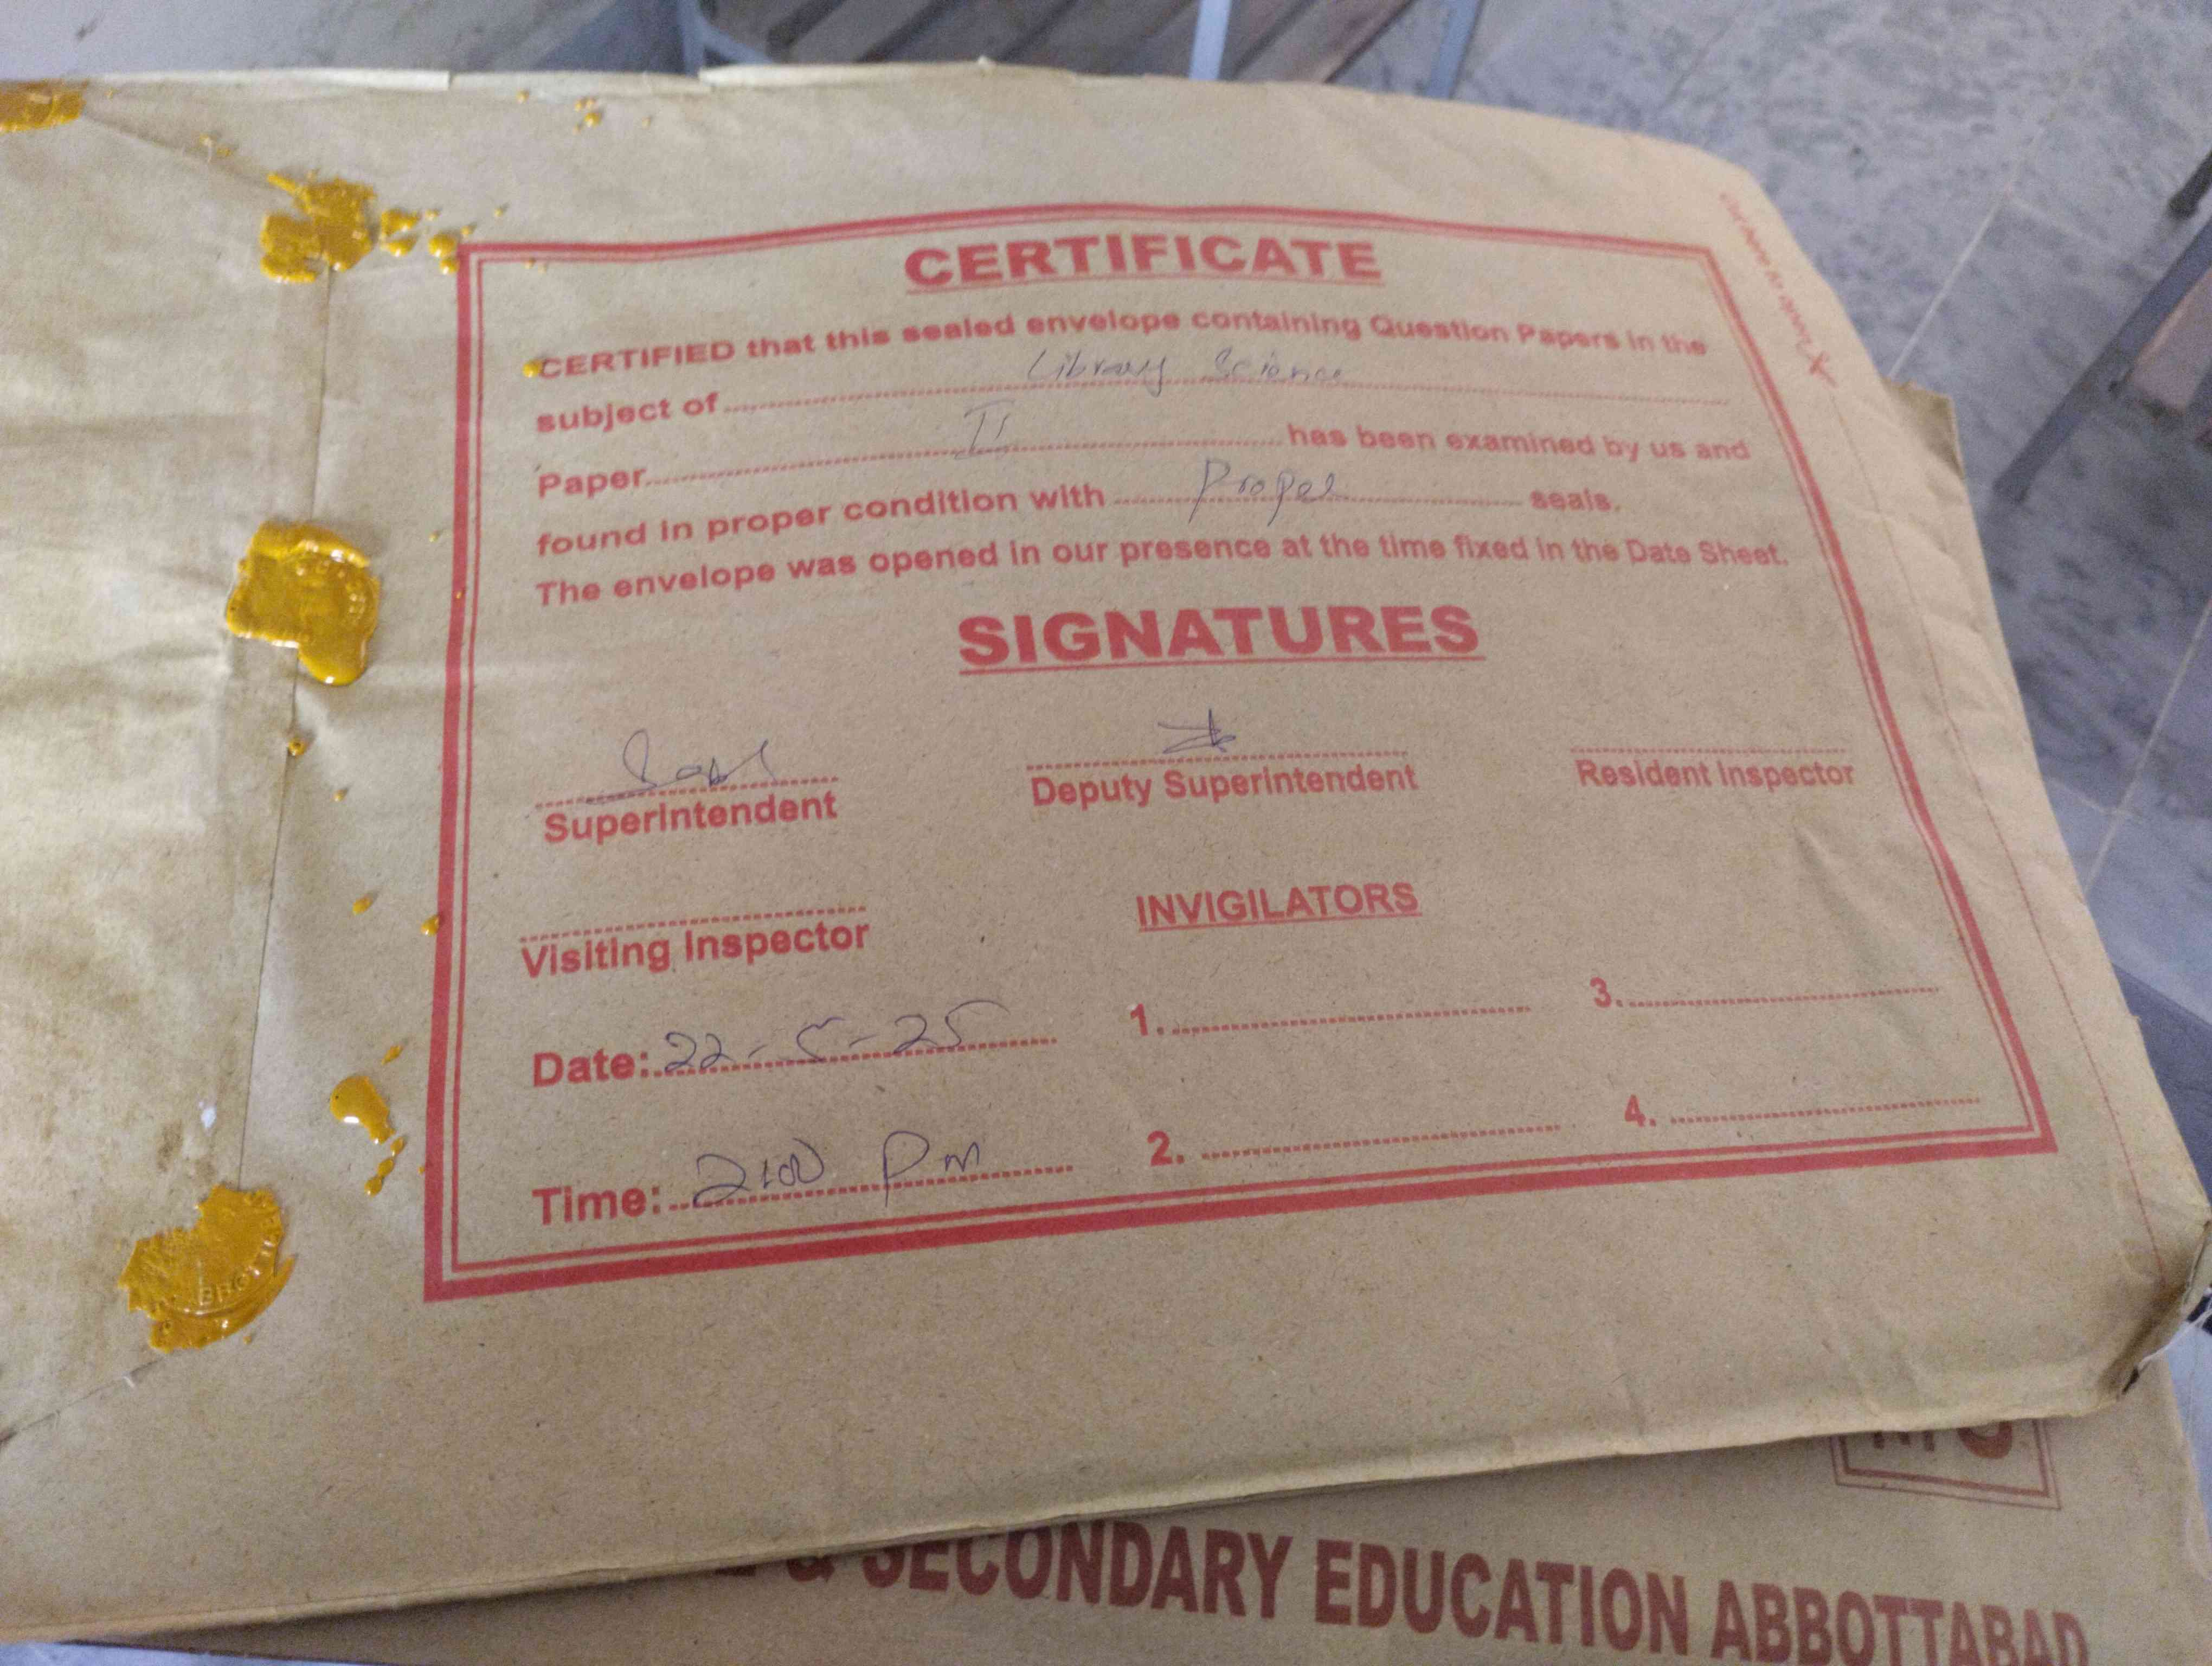 CERTIFICATE
CERTIFIED that this sealed envelope containing Question Papers in the
subject of Library Science
Paper II has been examined by us and
found in proper condition with Proper seals.
The envelope was opened in our presence at the time fixed in the Date Sheet.
SIGNATURES
Superintendent
Deputy Superintendent
Resident Inspector
Visiting Inspector
INVIGILATORS
Date: 22-5-25
1.
3.
Time: 2:00 Pm
2.
4.
& SECONDARY EDUCATION ABBOTTABAD